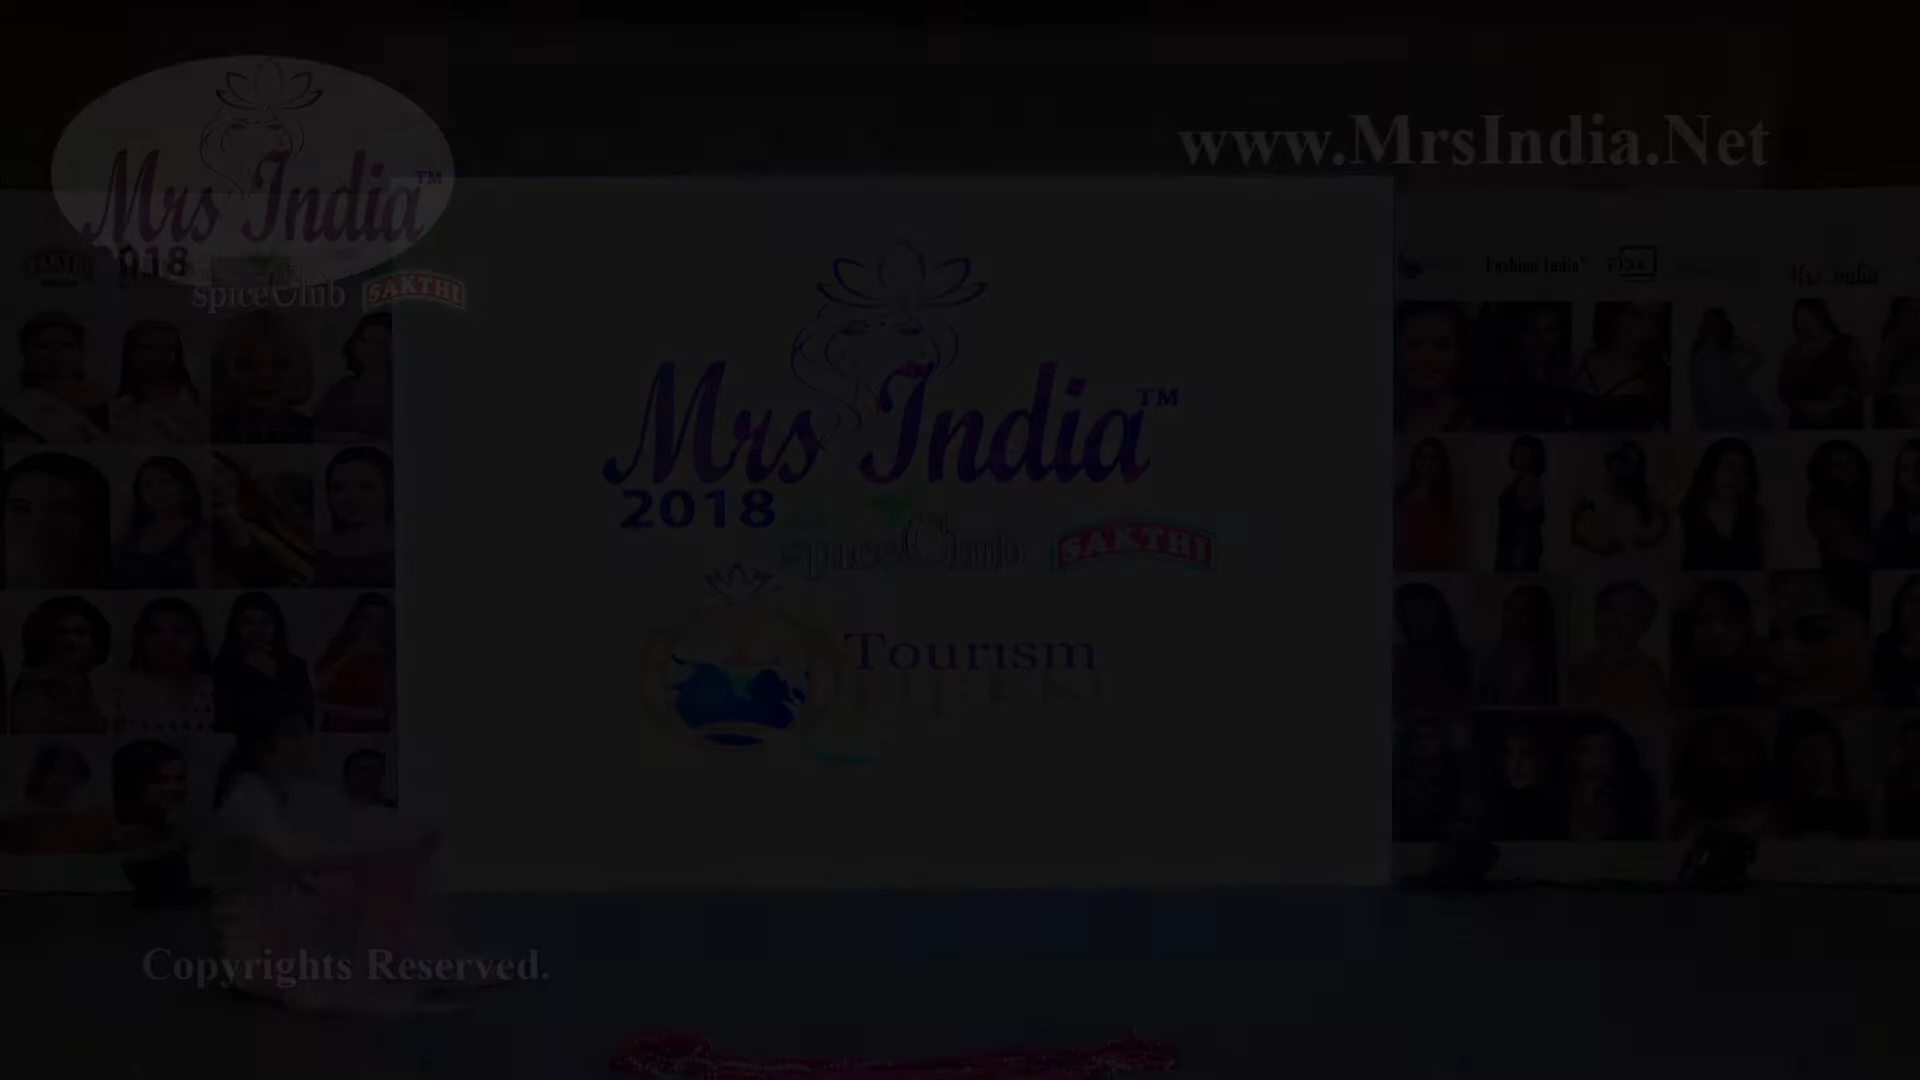 www.MrsIndia.Net
Mrs India™
2018
spiceClub SAKTHI
Fashion India
Mrs India
Mrs India™
2018
spiceClub SAKTHI
Tourism
Copyrights Reserved.